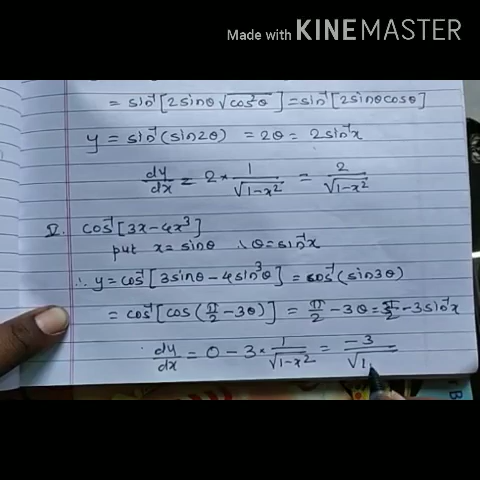 Made with KINEMASTER
= sin⁻¹[2sinθ √cos²θ] = sin⁻¹[2sinθcosθ]
y = sin⁻¹(sin2θ) = 2θ = 2sin⁻¹x
dy/dx = 2 * 1/√1-x² = 2/√1-x²
V. cos⁻¹[3x-4x³]
put x = sinθ ∴ θ = sin⁻¹x
∴ y = cos⁻¹[3sinθ - 4sin³θ] = cos⁻¹(sin3θ)
= cos⁻¹[cos(π/2 - 3θ)] = π/2 - 3θ = π/2 - 3sin⁻¹x
∴ dy/dx = 0 - 3 * 1/√1-x² = -3/√1